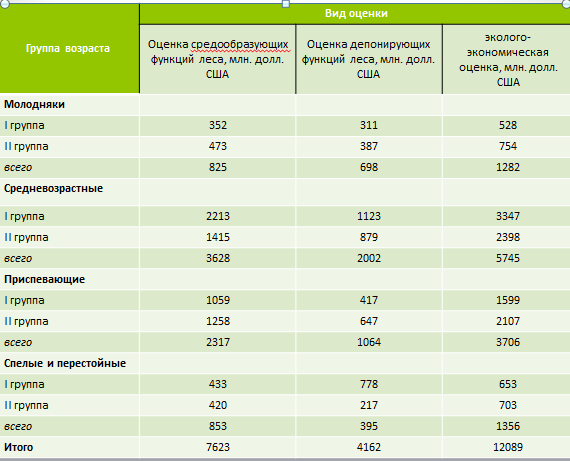 Группа возраста
Вид оценки
Оценка средообразующих
функций леса, млн. долл.
США
Оценка депонирующих
функций леса, млн. долл.
США
эколого-
экономическая
оценка, млн. долл.
США
Молодняки
I группа 352 311 528
II группа 473 387 754
всего 825 698 1282
Средневозрастные
I группа 2213 1123 3347
II группа 1415 879 2398
всего 3628 2002 5745
Приспевающие
I группа 1059 417 1599
II группа 1258 647 2107
всего 2317 1064 3706
Спелые и перестойные
I группа 433 778 653
II группа 420 217 703
всего 853 395 1356
Итого 7623 4162 12089